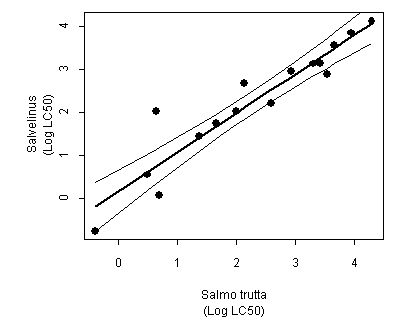 Salvelinus
(Log LC50)
4
3
2
1
0
0 1 2 3 4
Salmo trutta
(Log LC50)